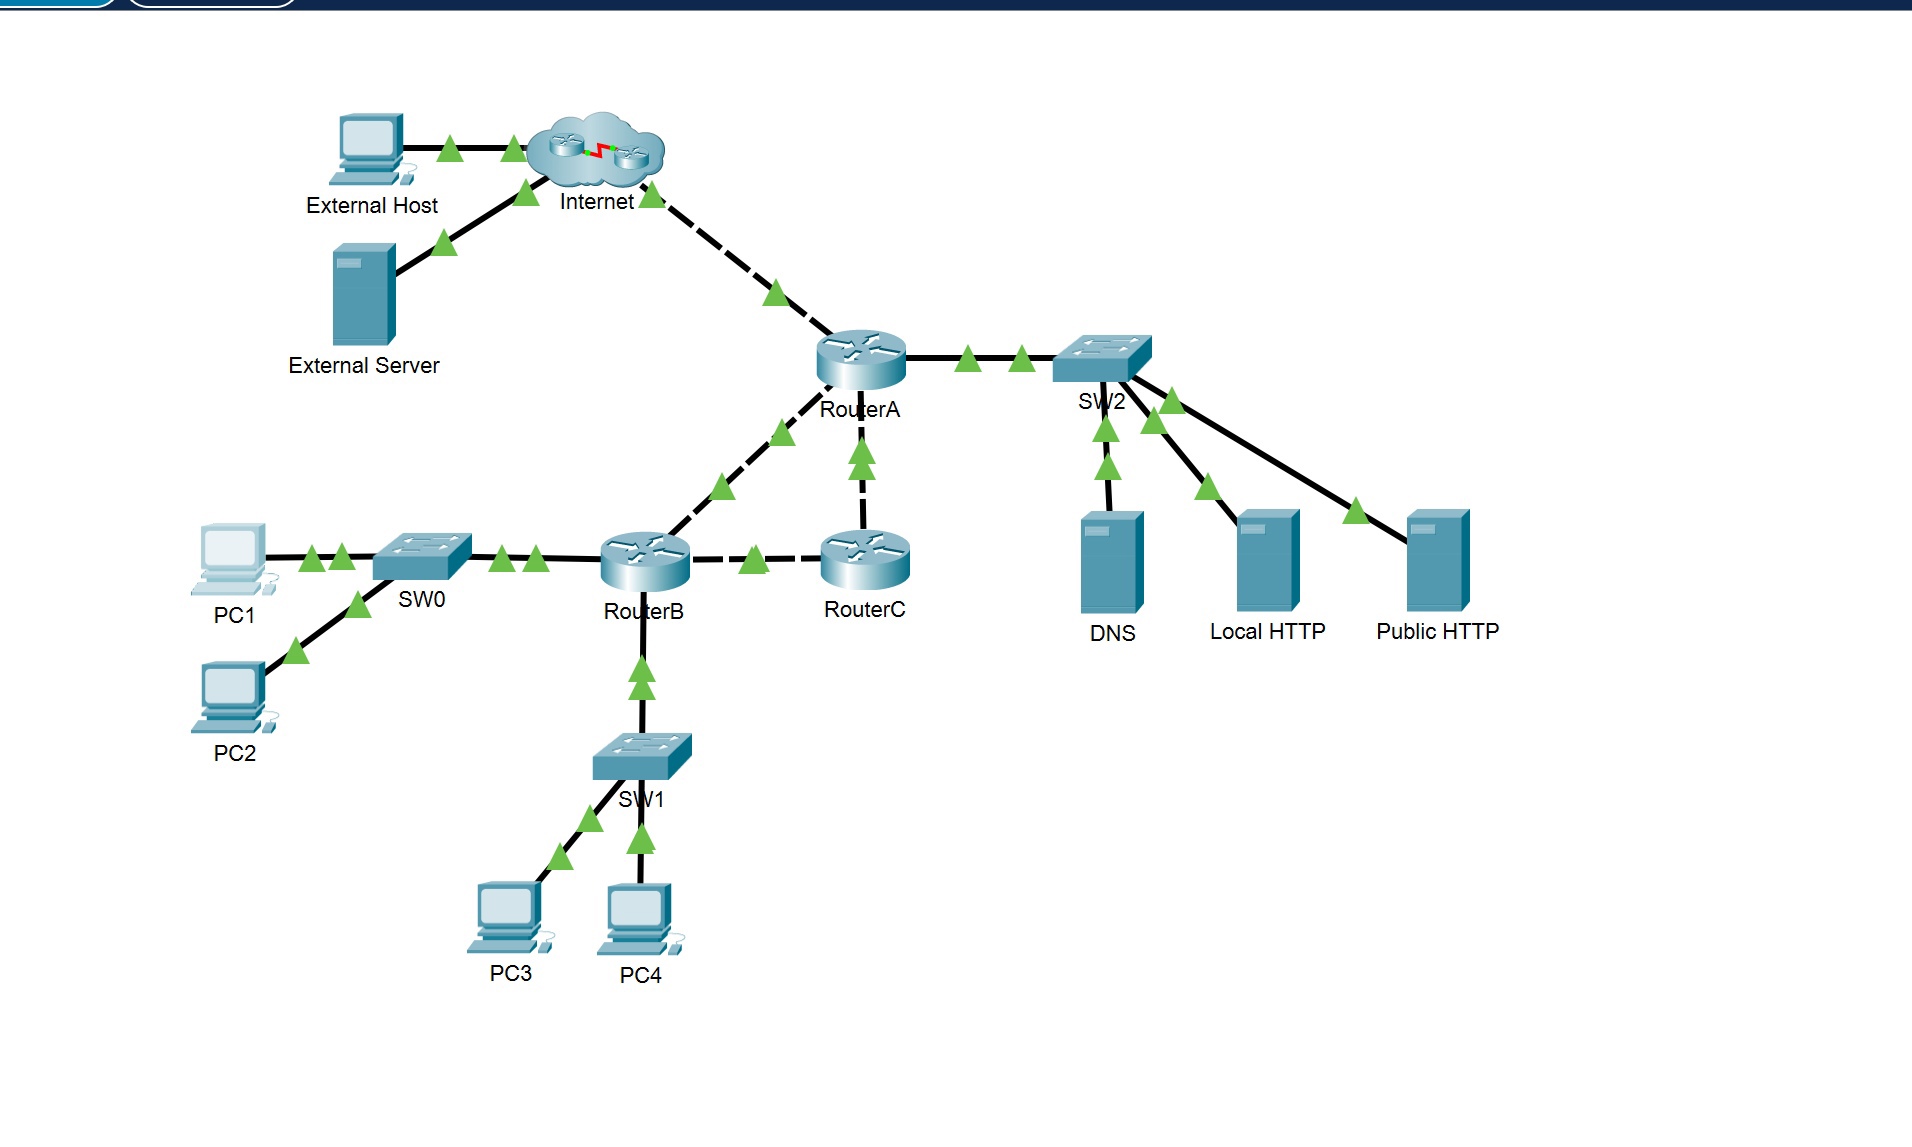 External Host
Internet
External Server
RouterA
SW2
PC1
SW0
RouterB
RouterC
DNS
Local HTTP
Public HTTP
PC2
SW1
PC3
PC4